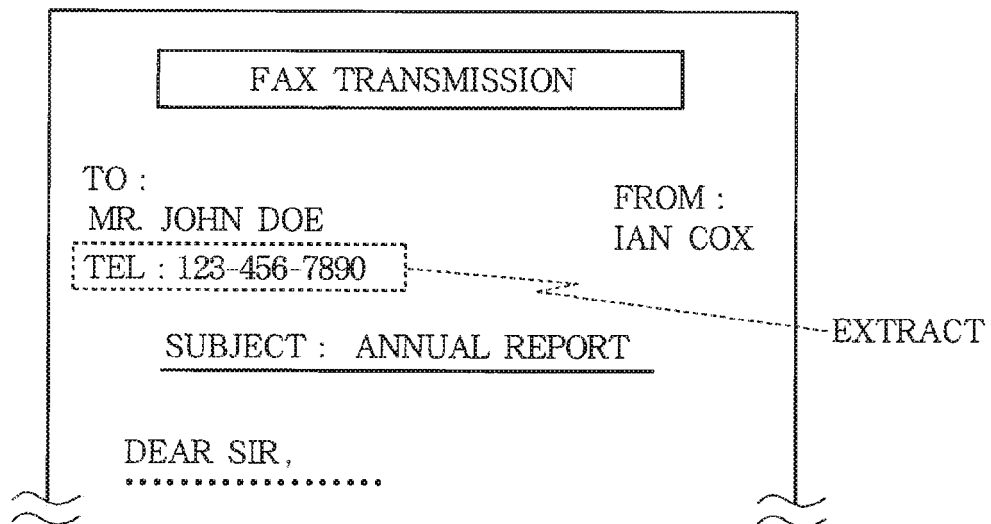 FAX TRANSMISSION
TO :
MR. JOHN DOE
TEL : 123-456-7890
FROM :
IAN COX
EXTRACT
SUBJECT : ANNUAL REPORT
DEAR SIR,